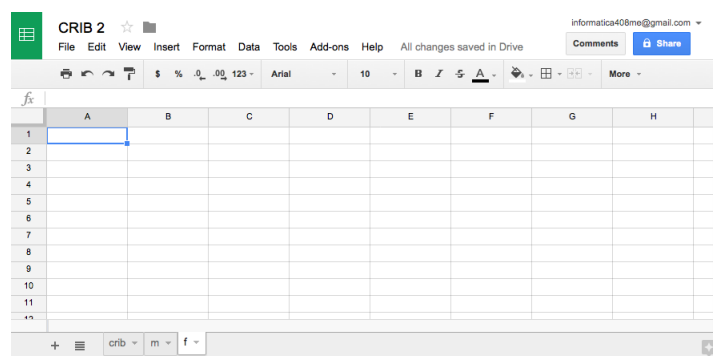 informatica408me@gmail.com
CRIB 2
File Edit View Insert Format Data Tools Add-ons Help All changes saved in Drive
Comments Share
$ % .0 .00 123 Arial 10 B I S A More
fx
A B C D E F G H
1
2
3
4
5
6
7
8
9
10
11
12
+ crib m f